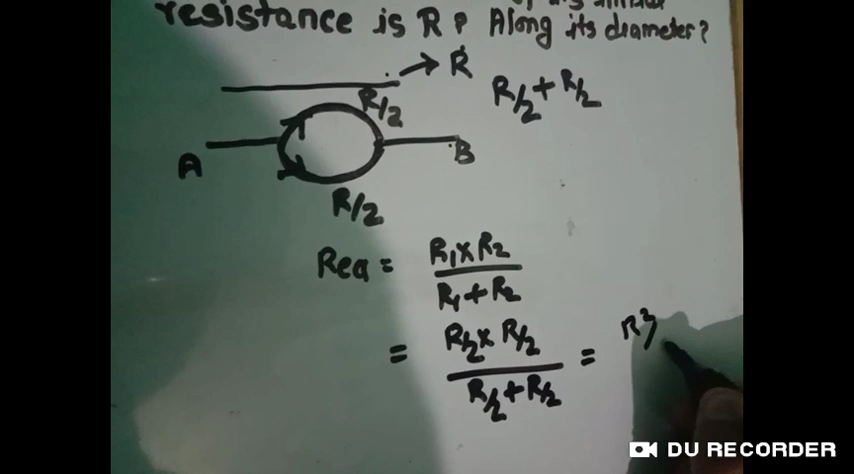 resistance is R ? Along its diameter?
→ R
R/2 + R/2
R/2
A
B
R/2
Req = R1 x R2
R1 + R2
= R/2 x R/2 =
R/2 + R/2
R²
DU RECORDER